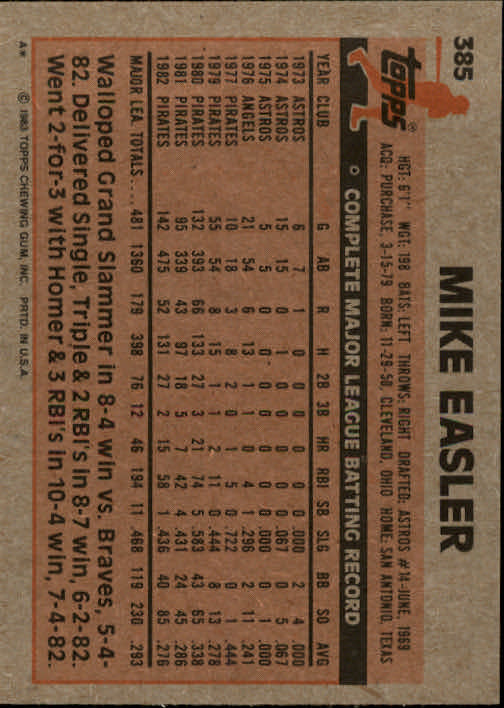 385
MIKE EASLER
TOPPS®
HGT: 6'1" WGT: 198 BATS: LEFT THROWS: RIGHT DRAFTED: ASTROS #14-JUNE, 1969
ACQ: PURCHASE, 3-15-79 BORN: 11-29-50, CLEVELAND, OHIO HOME: SAN ANTONIO, TEXAS
COMPLETE MAJOR LEAGUE BATTING RECORD
YEAR CLUB G AB R H 2B 3B HR RBI SB SLG BB SO AVG
1973 ASTROS 6 7 1 0 0 0 0 0 0 .000 2 4 .000
1974 ASTROS 15 15 0 1 0 0 0 0 0 .067 0 5 .067
1975 ASTROS 5 5 0 0 0 0 0 0 0 .000 0 1 .000
1976 ANGELS 21 54 6 13 1 1 0 4 1 .296 2 11 .241
1977 PIRATES 10 18 3 8 2 0 1 5 0 .722 0 1 .444
1979 PIRATES 55 54 8 15 1 1 2 11 0 .444 8 13 .278
1980 PIRATES 132 393 66 133 27 3 21 74 5 .583 43 65 .338
1981 PIRATES 95 339 43 97 18 5 7 42 4 .431 24 45 .286
1982 PIRATES 142 475 52 131 27 2 15 58 1 .436 40 85 .276
MAJOR LEA. TOTALS.... 481 1360 179 398 76 12 46 194 11 .468 119 230 .293
Walloped Grand Slammer in 8-4 win vs. Braves, 5-4-
82. Delivered Single, Triple & 2 RBI's in 8-7 win, 6-2-82.
Went 2-for-3 with Homer & 3 RBI's in 10-4 win, 7-4-82.
A* © 1983 TOPPS CHEWING GUM, INC. PRTD. IN U.S.A.